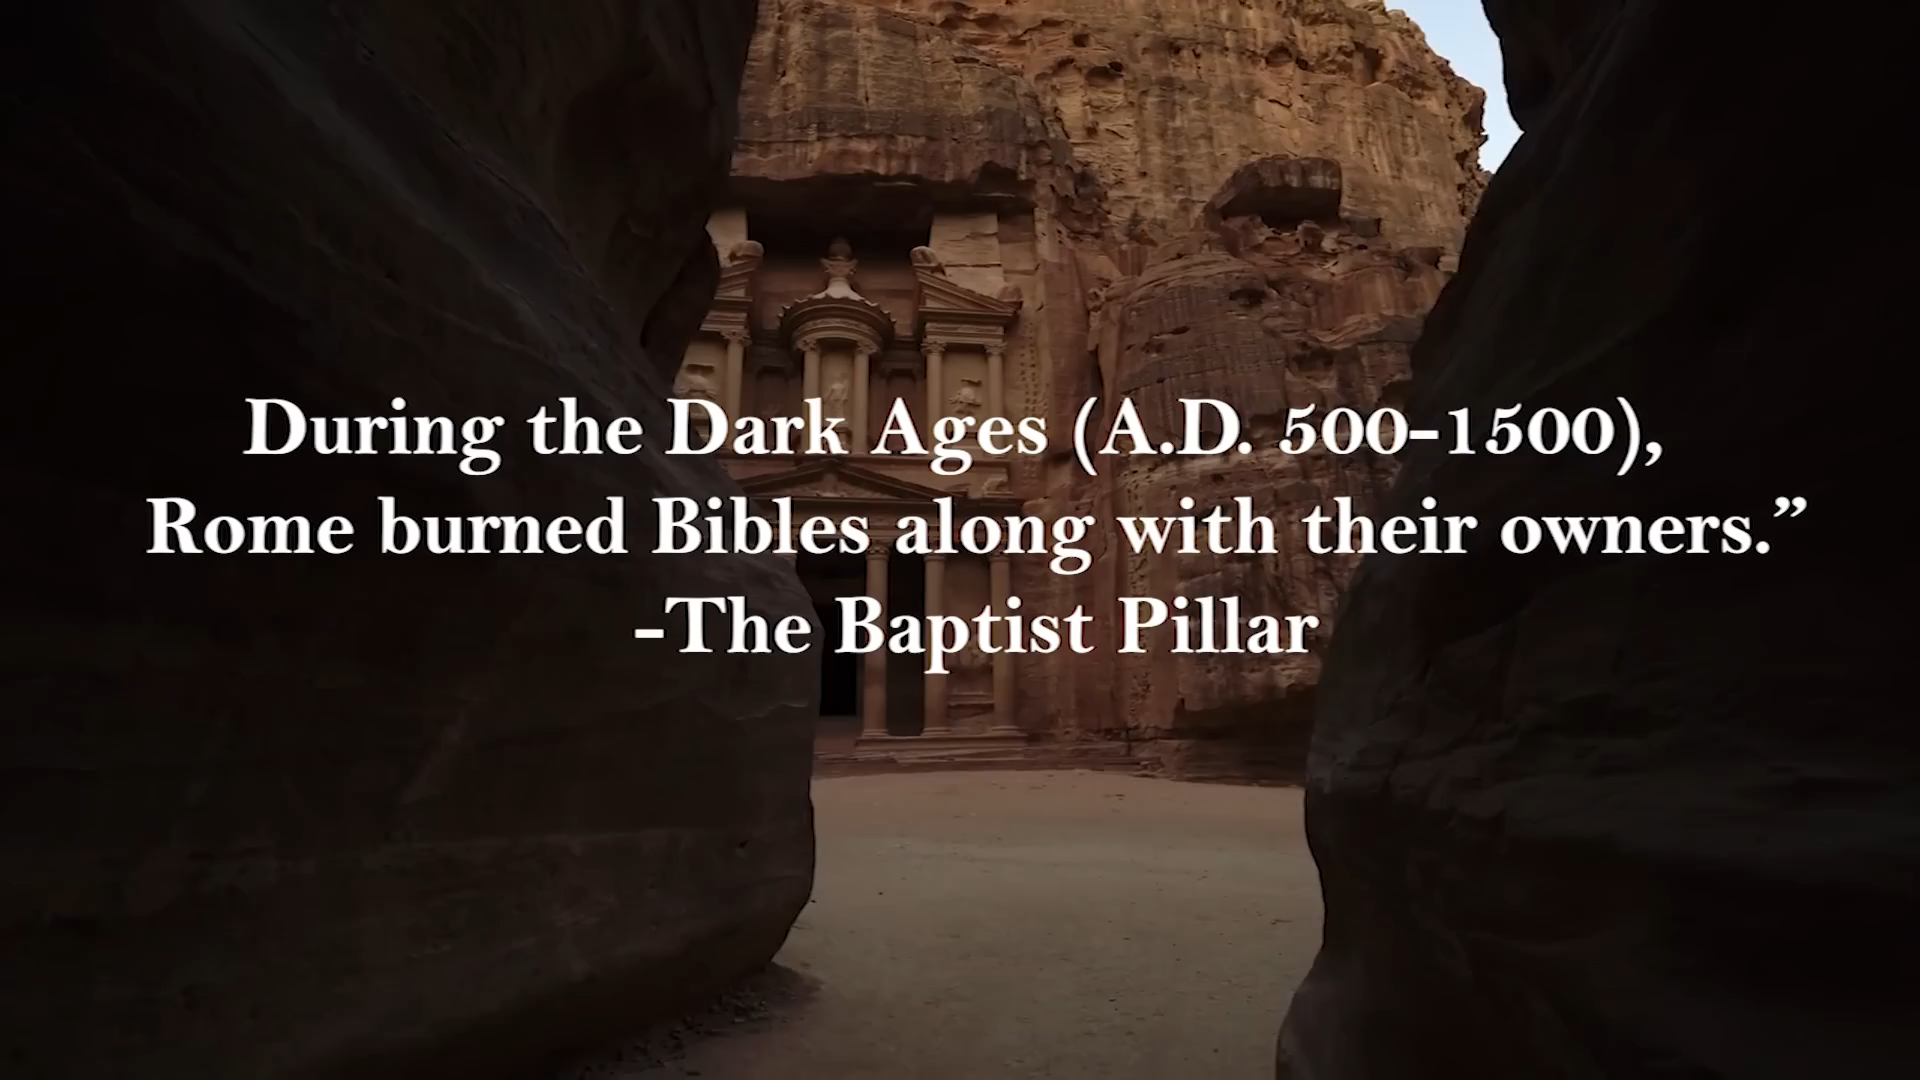 During the Dark Ages (A.D. 500-1500),
Rome burned Bibles along with their owners.”
-The Baptist Pillar